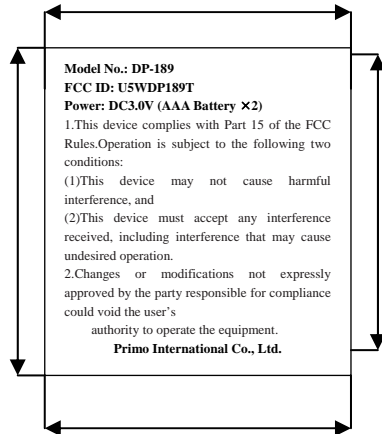 Model No.: DP-189
FCC ID: U5WDP189T
Power: DC3.0V (AAA Battery ×2)
1.This device complies with Part 15 of the FCC
Rules.Operation is subject to the following two
conditions:
(1)This device may not cause harmful
interference, and
(2)This device must accept any interference
received, including interference that may cause
undesired operation.
2.Changes or modifications not expressly
approved by the party responsible for compliance
could void the user's
authority to operate the equipment.
Primo International Co., Ltd.